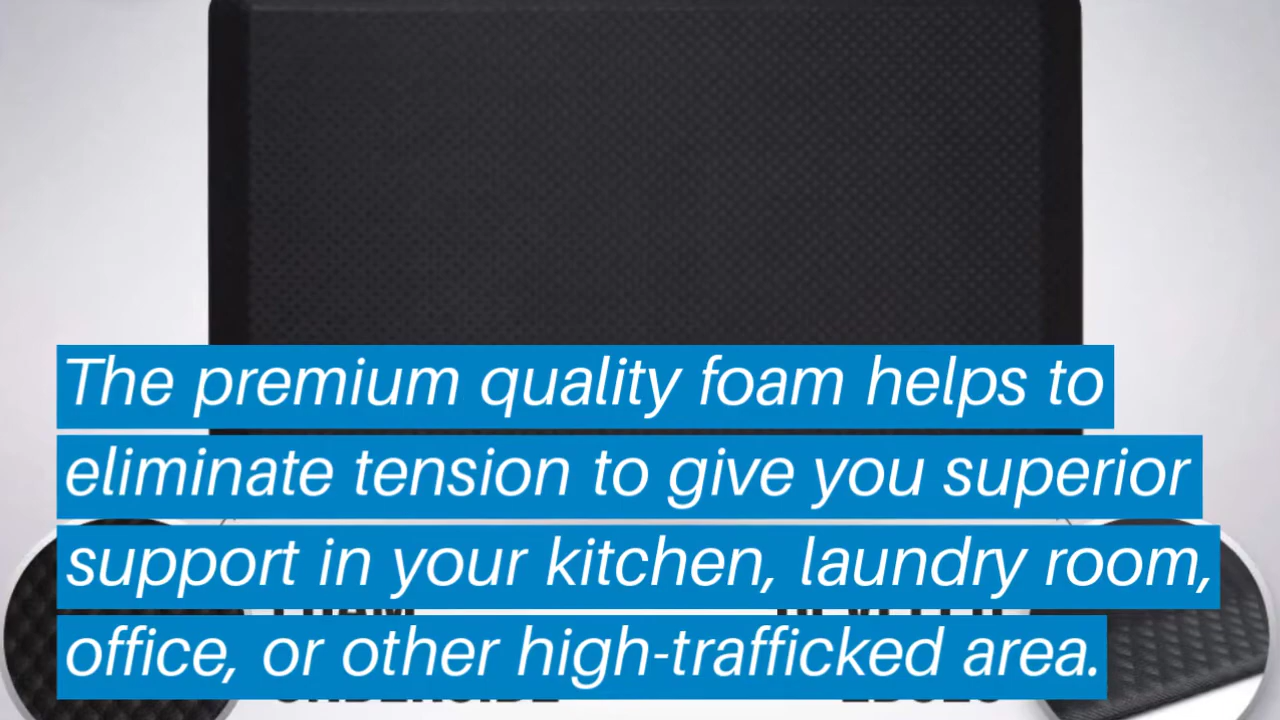 The premium quality foam helps to
eliminate tension to give you superior
support in your kitchen, laundry room,
office, or other high-trafficked area.